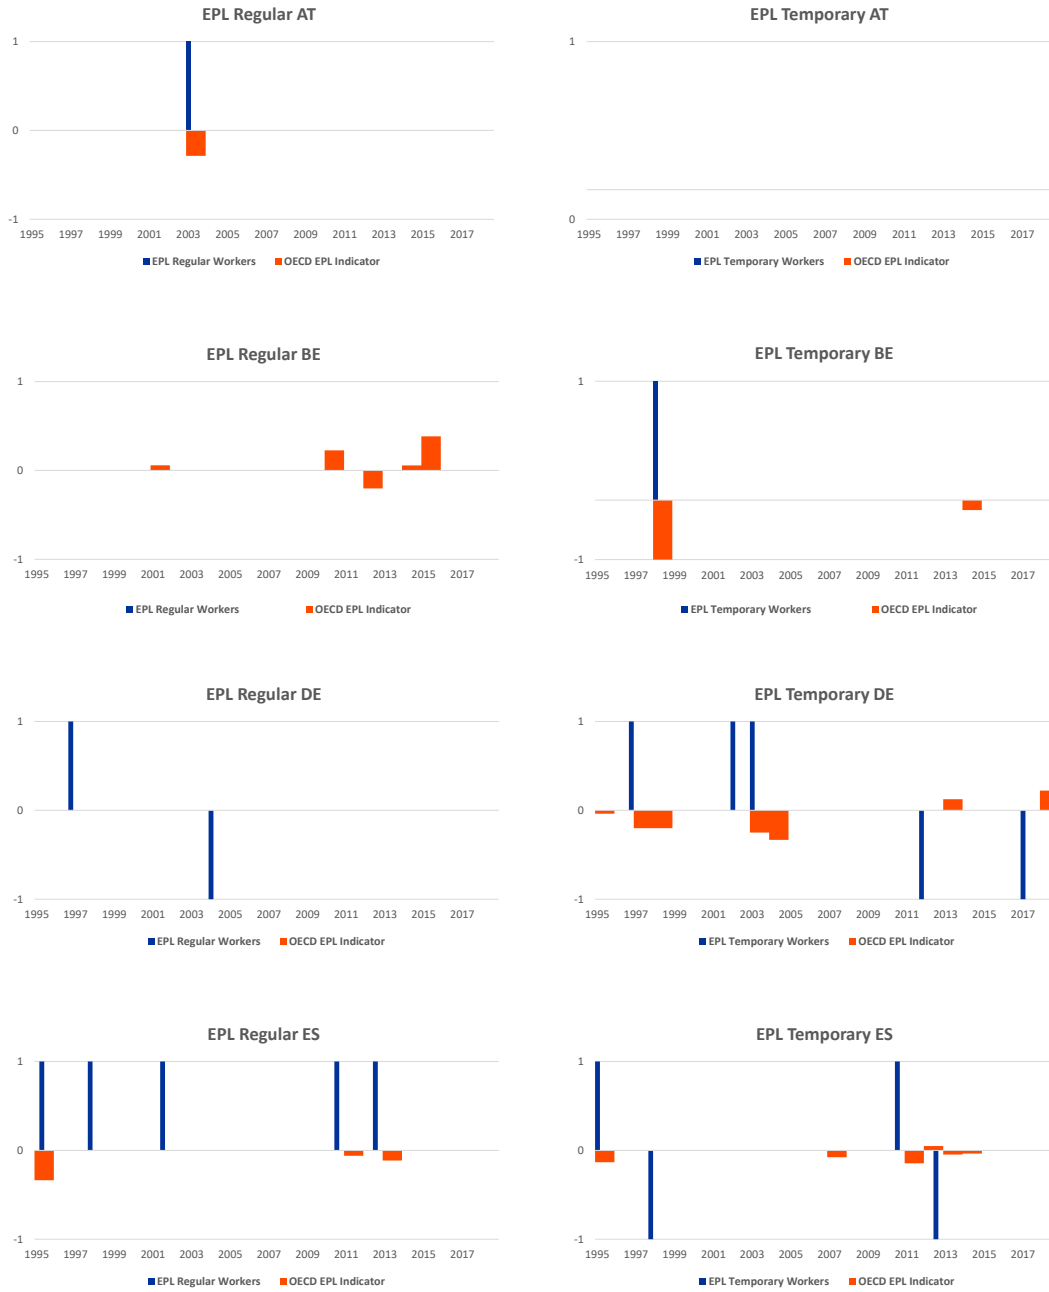 EPL Regular AT
1
0
-1
1995 1997 1999 2001 2003 2005 2007 2009 2011 2013 2015 2017
EPL Regular Workers OECD EPL Indicator
EPL Temporary AT
1
0
1995 1997 1999 2001 2003 2005 2007 2009 2011 2013 2015 2017
EPL Temporary Workers OECD EPL Indicator
EPL Regular BE
1
0
-1
1995 1997 1999 2001 2003 2005 2007 2009 2011 2013 2015 2017
EPL Regular Workers OECD EPL Indicator
EPL Temporary BE
1
-1
1995 1997 1999 2001 2003 2005 2007 2009 2011 2013 2015 2017
EPL Temporary Workers OECD EPL Indicator
EPL Regular DE
1
0
-1
1995 1997 1999 2001 2003 2005 2007 2009 2011 2013 2015 2017
EPL Regular Workers OECD EPL Indicator
EPL Temporary DE
1
0
-1
1995 1997 1999 2001 2003 2005 2007 2009 2011 2013 2015 2017
EPL Temporary Workers OECD EPL Indicator
EPL Regular ES
1
0
-1
1995 1997 1999 2001 2003 2005 2007 2009 2011 2013 2015 2017
EPL Regular Workers OECD EPL Indicator
EPL Temporary ES
1
0
-1
1995 1997 1999 2001 2003 2005 2007 2009 2011 2013 2015 2017
EPL Temporary Workers OECD EPL Indicator